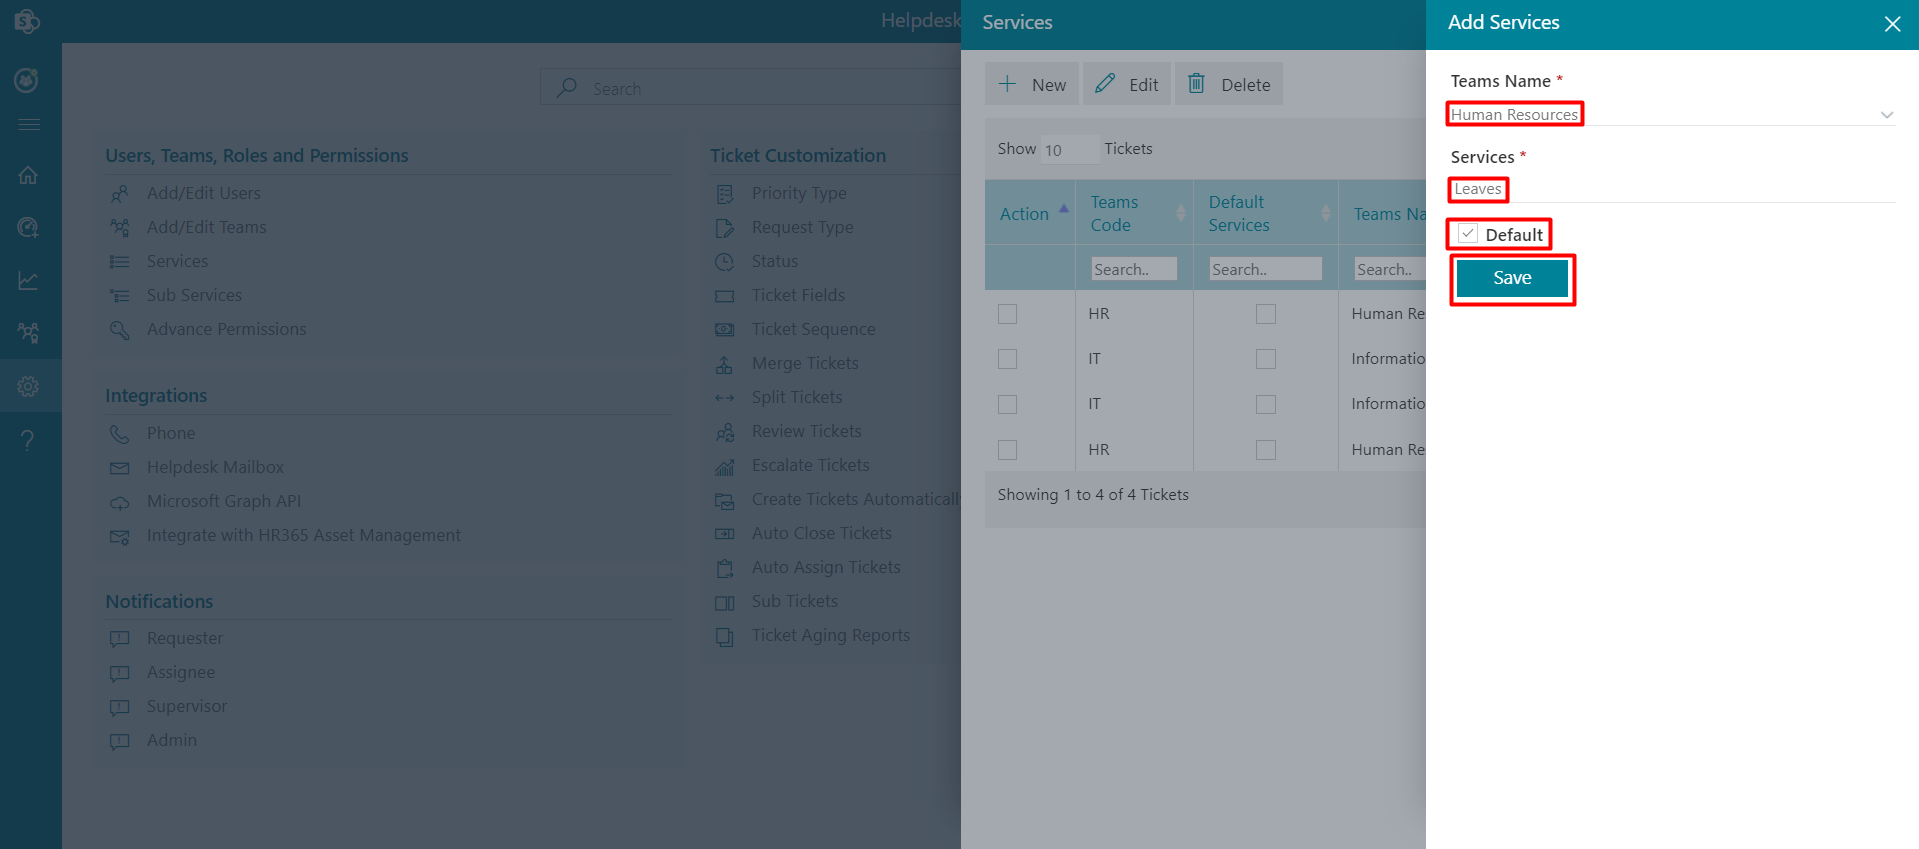 Helpdesk
Search
Users, Teams, Roles and Permissions
Add/Edit Users
Add/Edit Teams
Services
Sub Services
Advance Permissions
Integrations
Phone
Helpdesk Mailbox
Microsoft Graph API
Integrate with HR365 Asset Management
Notifications
Requester
Assignee
Supervisor
Admin
Ticket Customization
Priority Type
Request Type
Status
Ticket Fields
Ticket Sequence
Merge Tickets
Split Tickets
Review Tickets
Escalate Tickets
Create Tickets Automatically
Auto Close Tickets
Auto Assign Tickets
Sub Tickets
Ticket Aging Reports
Services
New Edit Delete
Show 10 Tickets
Action Teams Code Default Services Teams Na
Search.. Search.. Search..
HR Human Re
IT Informatio
IT Informatio
HR Human Re
Showing 1 to 4 of 4 Tickets
Add Services
Teams Name *
Human Resources
Services *
Leaves
Default
Save